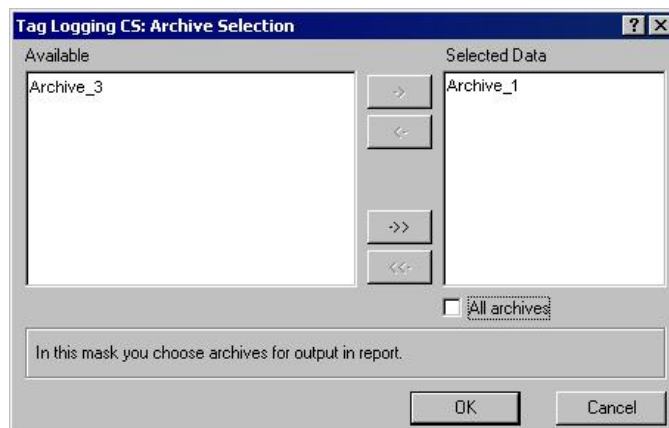 Tag Logging CS: Archive Selection
? X
Available
Selected Data
Archive_3
Archive_1
->
<-
->>
<<-
All archives
In this mask you choose archives for output in report.
OK
Cancel